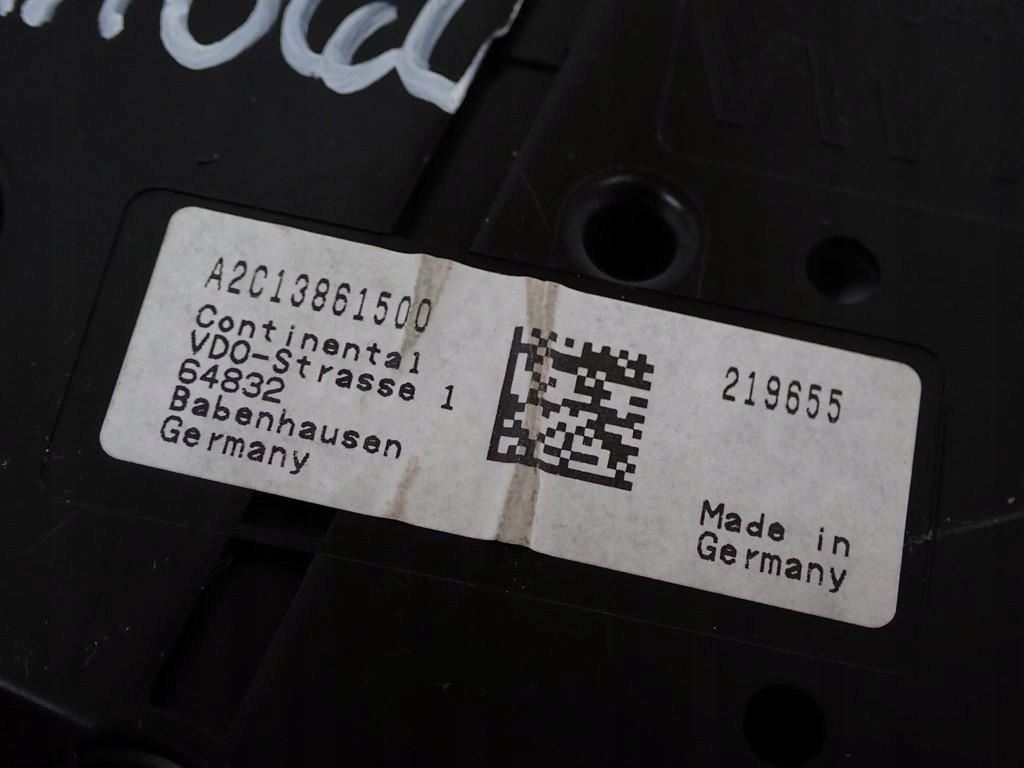 A2C13861500
Continental
VDO-Strasse 1
64832
Babenhausen
Germany
219655
Made in
Germany